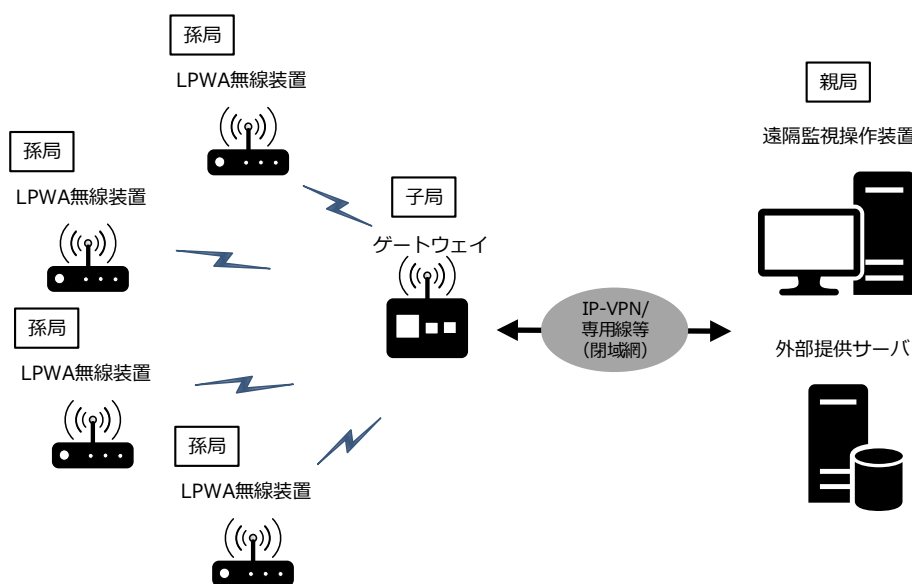 孫局
LPWA無線装置
孫局
LPWA無線装置
孫局
LPWA無線装置
孫局
LPWA無線装置
子局
ゲートウェイ
IP-VPN/
専用線等
（閉域網）
親局
遠隔監視操作装置
外部提供サーバ